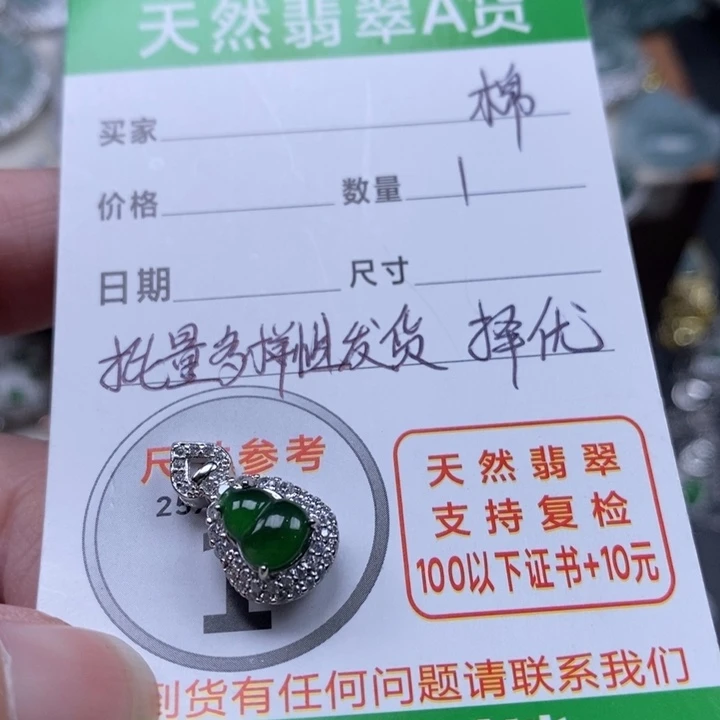 天然翡翠A货
买家 棉
价格 数量 1
日期 尺寸
批量多样性发货 择优
尺 参考
25
1
天然翡翠
支持复检
100以下证书+10元
到货有任何问题请联系我们